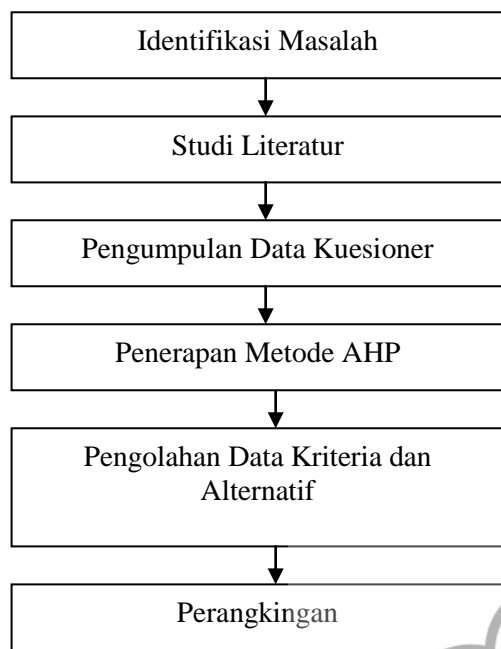 Identifikasi Masalah
Studi Literatur
Pengumpulan Data Kuesioner
Penerapan Metode AHP
Pengolahan Data Kriteria dan
Alternatif
Perangkingan